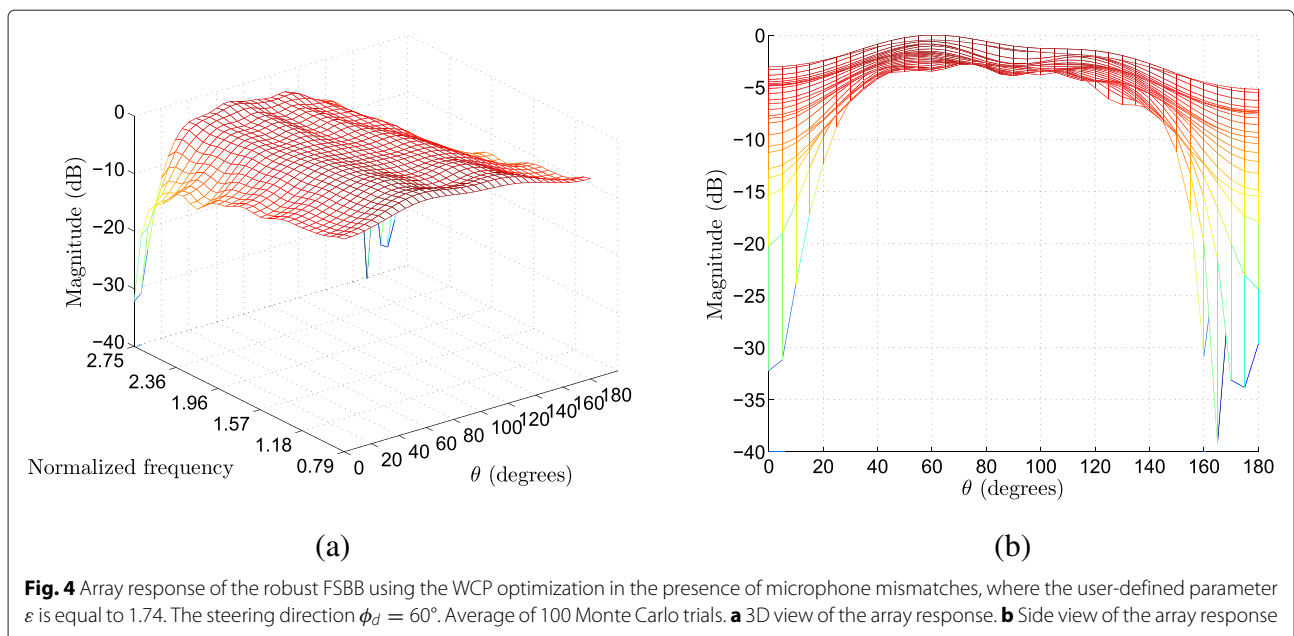 0
−10
−20
−30
−40
Magnitude (dB)
2.75
2.36
1.96
1.57
1.18
0.79
Normalized frequency
0 20 40 60 80 100 120 140 160 180
θ (degrees)
(a)
0
−5
−10
−15
−20
−25
−30
−35
−40
Magnitude (dB)
0 20 40 60 80 100 120 140 160 180
θ (degrees)
(b)
Fig. 4 Array response of the robust FSBB using the WCP optimization in the presence of microphone mismatches, where the user-defined parameter
ε is equal to 1.74. The steering direction ϕd = 60°. Average of 100 Monte Carlo trials. a 3D view of the array response. b Side view of the array response